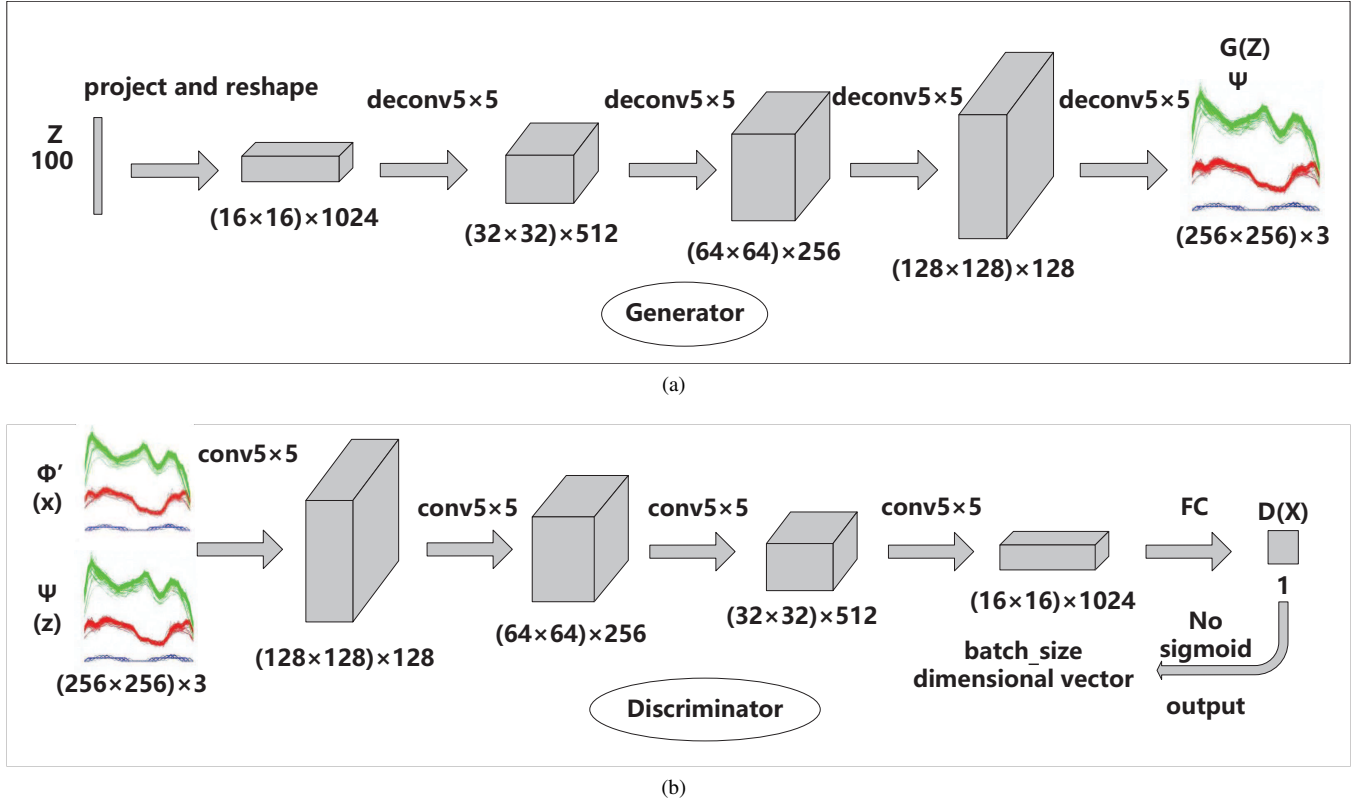 project and reshape
Z
100
(16×16)×1024
deconv5×5
(32×32)×512
deconv5×5
(64×64)×256
deconv5×5
(128×128)×128
deconv5×5
G(Z)
Ψ
(256×256)×3
Generator
(a)
Φ’
(x)
Ψ
(z)
(256×256)×3
conv5×5
(128×128)×128
conv5×5
(64×64)×256
conv5×5
(32×32)×512
conv5×5
(16×16)×1024
FC
D(X)
1
No
sigmoid
output
batch_size
dimensional vector
Discriminator
(b)